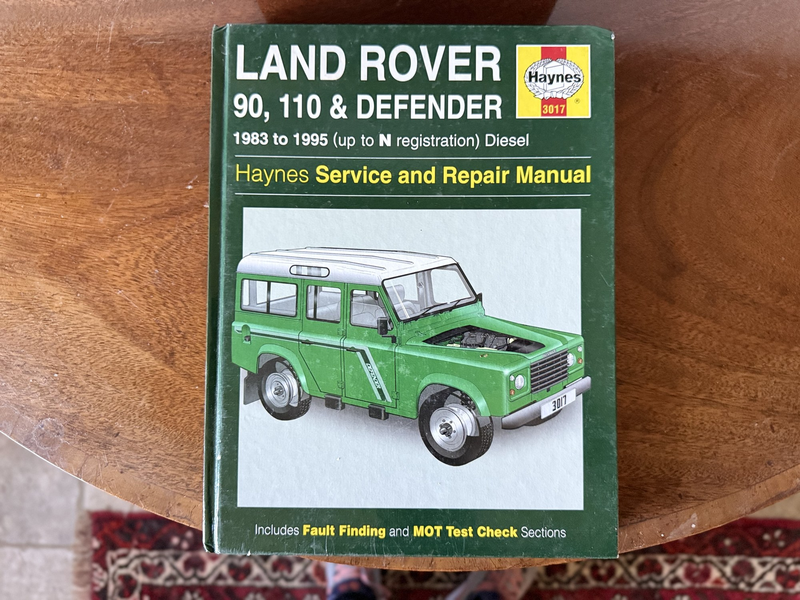 LAND ROVER
90, 110 & DEFENDER
1983 to 1995 (up to N registration) Diesel
Haynes Service and Repair Manual
Haynes
3017
DEFENDER
3017
Includes Fault Finding and MOT Test Check Sections